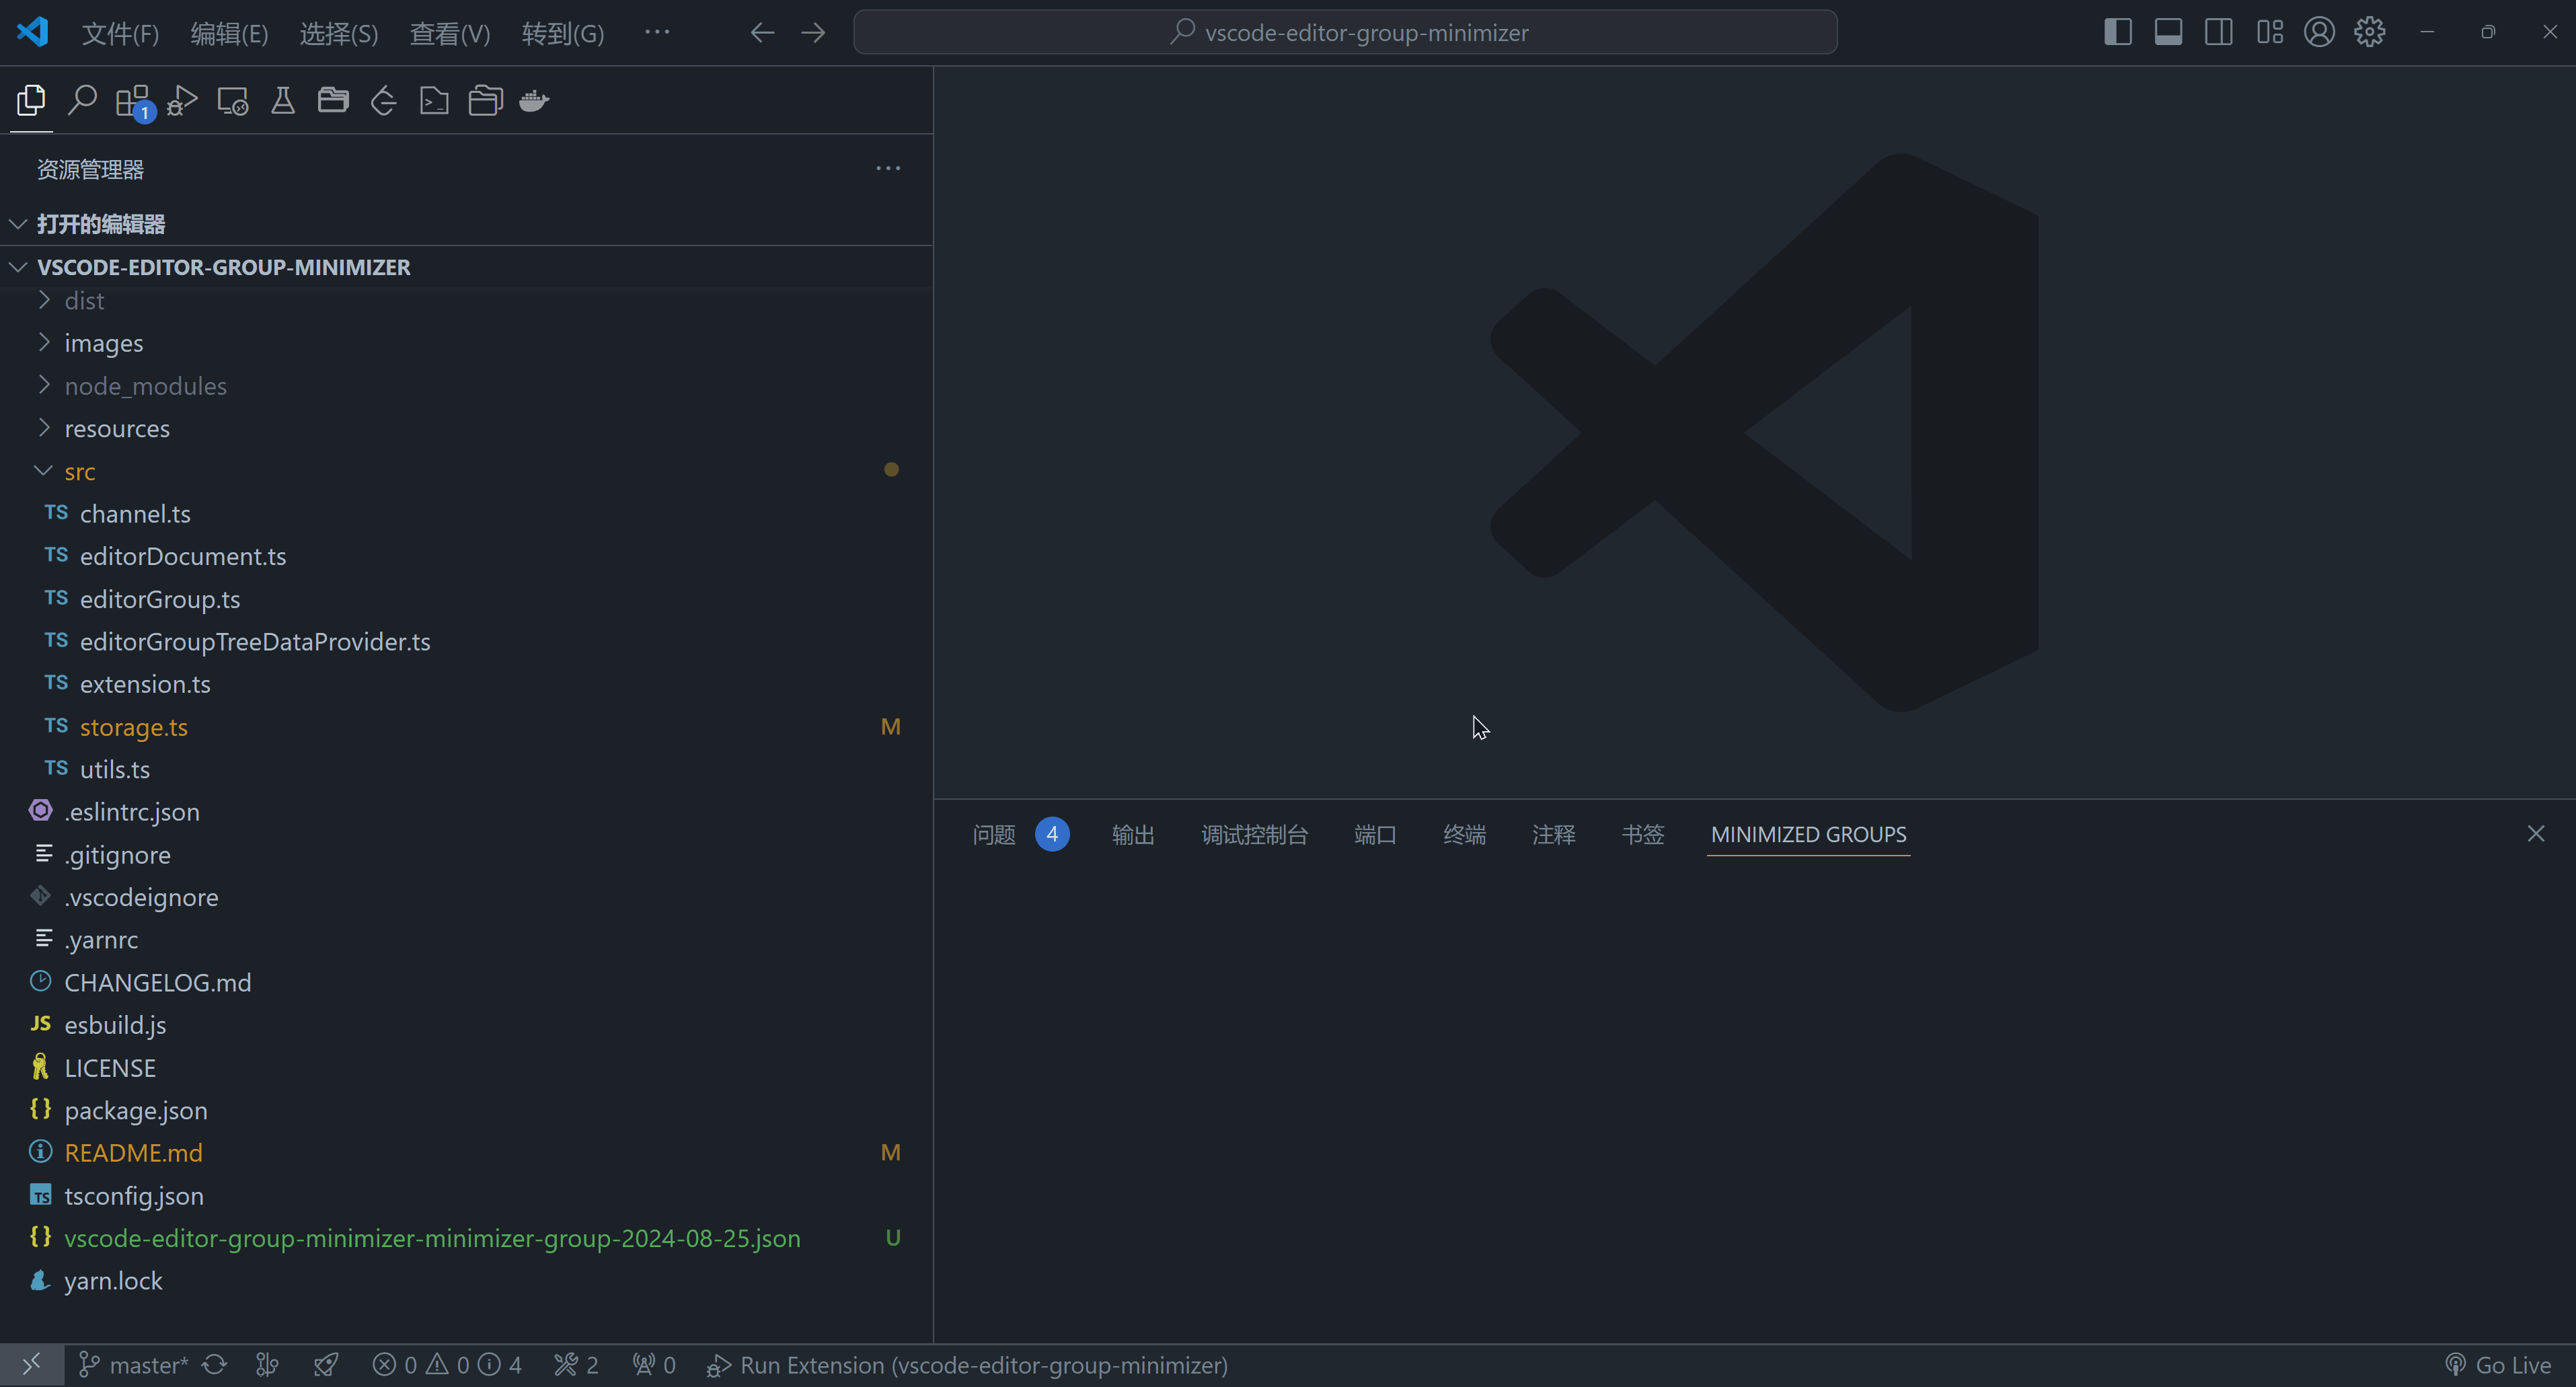 文件(F) 编辑(E) 选择(S) 查看(V) 转到(G) ··· vscode-editor-group-minimizer
1
资源管理器 ···
打开的编辑器
VSCODE-EDITOR-GROUP-MINIMIZER
dist
images
node_modules
resources
src
TS channel.ts
TS editorDocument.ts
TS editorGroup.ts
TS editorGroupTreeDataProvider.ts
TS extension.ts
TS storage.ts M
TS utils.ts
.eslintrc.json
.gitignore
.vscodeignore
.yarnrc
CHANGELOG.md
JS esbuild.js
LICENSE
{} package.json
README.md M
TS tsconfig.json
{} vscode-editor-group-minimizer-minimizer-group-2024-08-25.json U
yarn.lock
问题 4 输出 调试控制台 端口 终端 注释 书签 MINIMIZED GROUPS
master* 0 0 4 2 0 Run Extension (vscode-editor-group-minimizer) Go Live